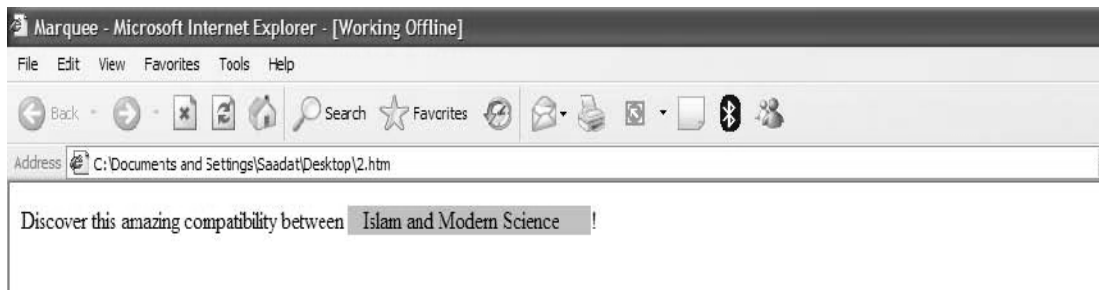 Marquee - Microsoft Internet Explorer - [Working Offline]
File Edit View Favorites Tools Help
Back Search Favorites
Address C:\Documents and Settings\Saadat\Desktop\2.htm
Discover this amazing compatibility between Islam and Modern Science !